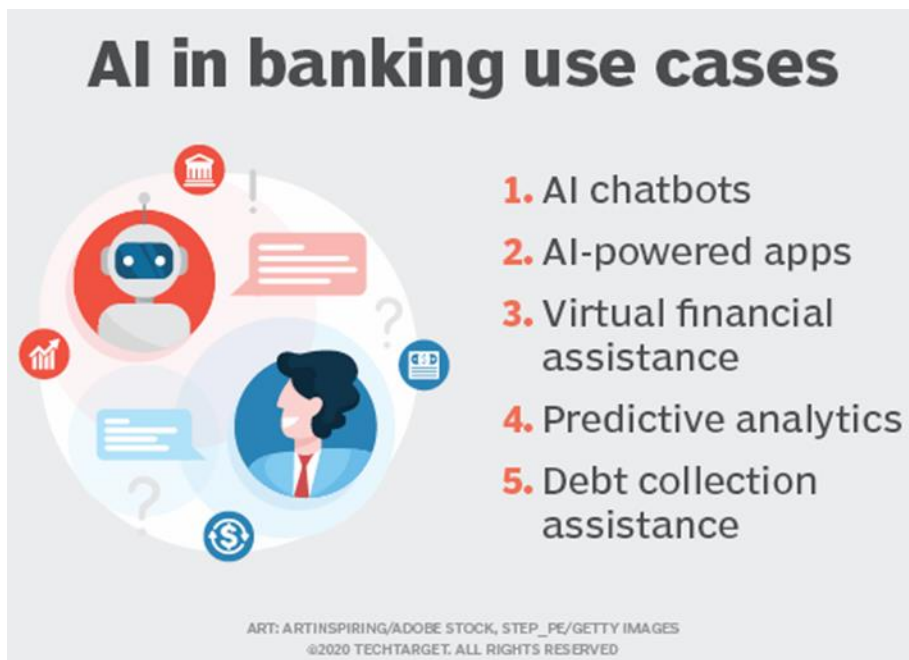 AI in banking use cases
1. AI chatbots
2. AI-powered apps
3. Virtual financial
assistance
4. Predictive analytics
5. Debt collection
assistance
ART: ARTINSPIRING/ADOBE STOCK, STEP_PE/GETTY IMAGES
©2020 TECHTARGET. ALL RIGHTS RESERVED